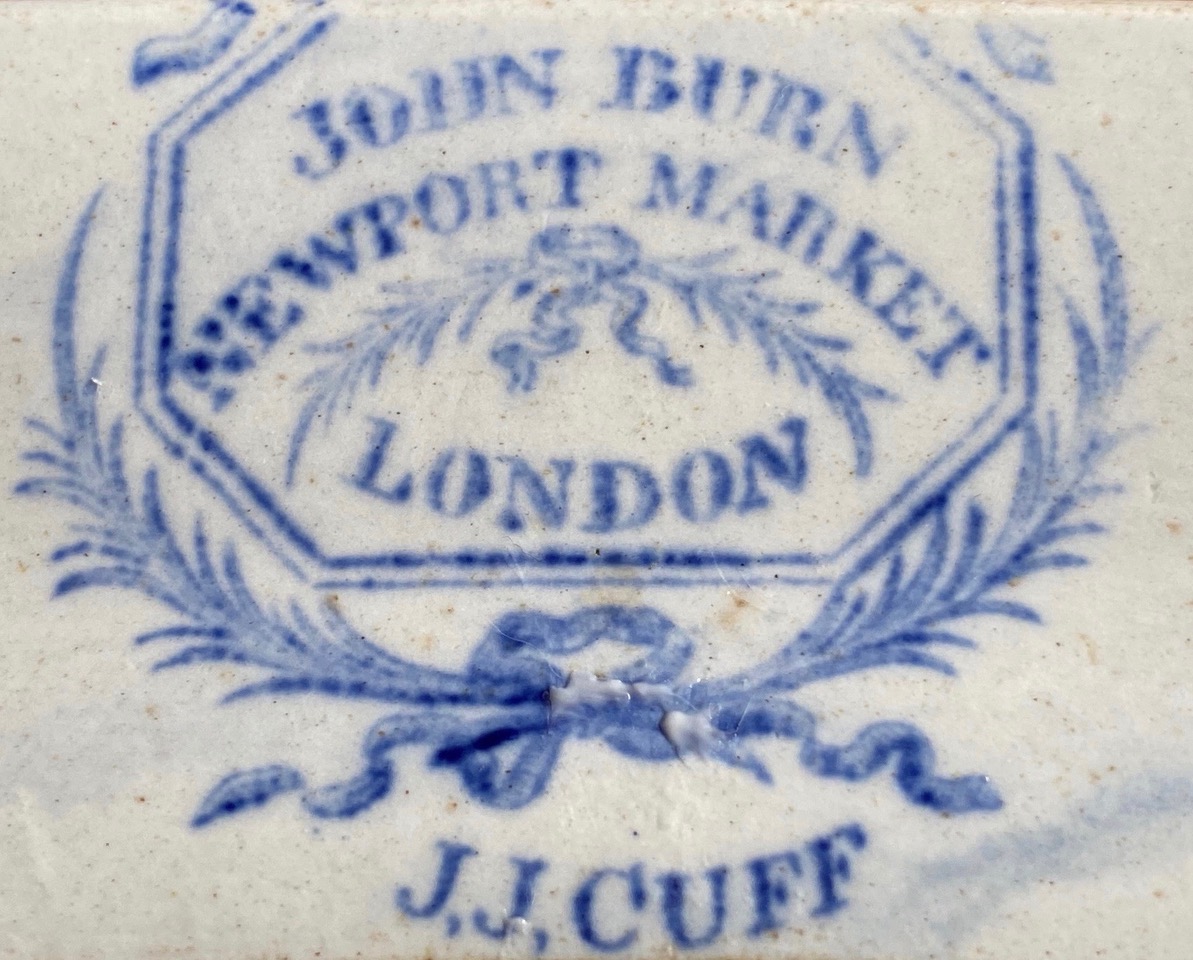 JOHN BURN
NEWPORT MARKET
LONDON
J,J,CUFF